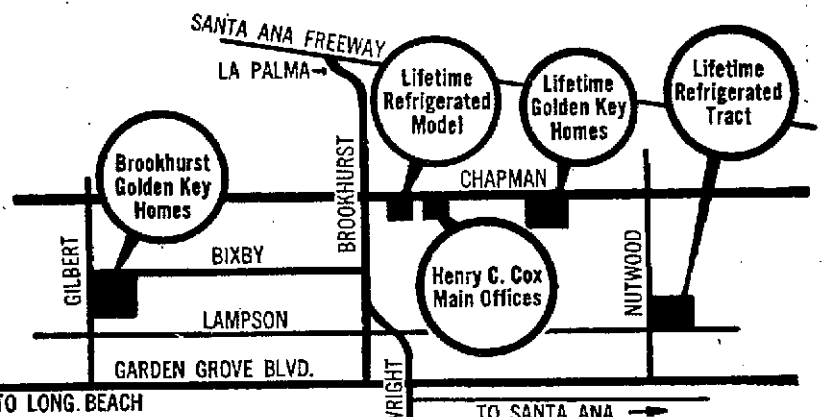 SANTA ANA FREEWAY
LA PALMA→
Lifetime
Refrigerated
Model
Lifetime
Golden Key
Homes
Lifetime
Refrigerated
Tract
Brookhurst
Golden Key
Homes
BROOKHURST
CHAPMAN
GILBERT
BIXBY
Henry C. Cox
Main Offices
NUTWOOD
LAMPSON
GARDEN GROVE BLVD.
TO LONG. BEACH
WRIGHT
TO SANTA ANA →